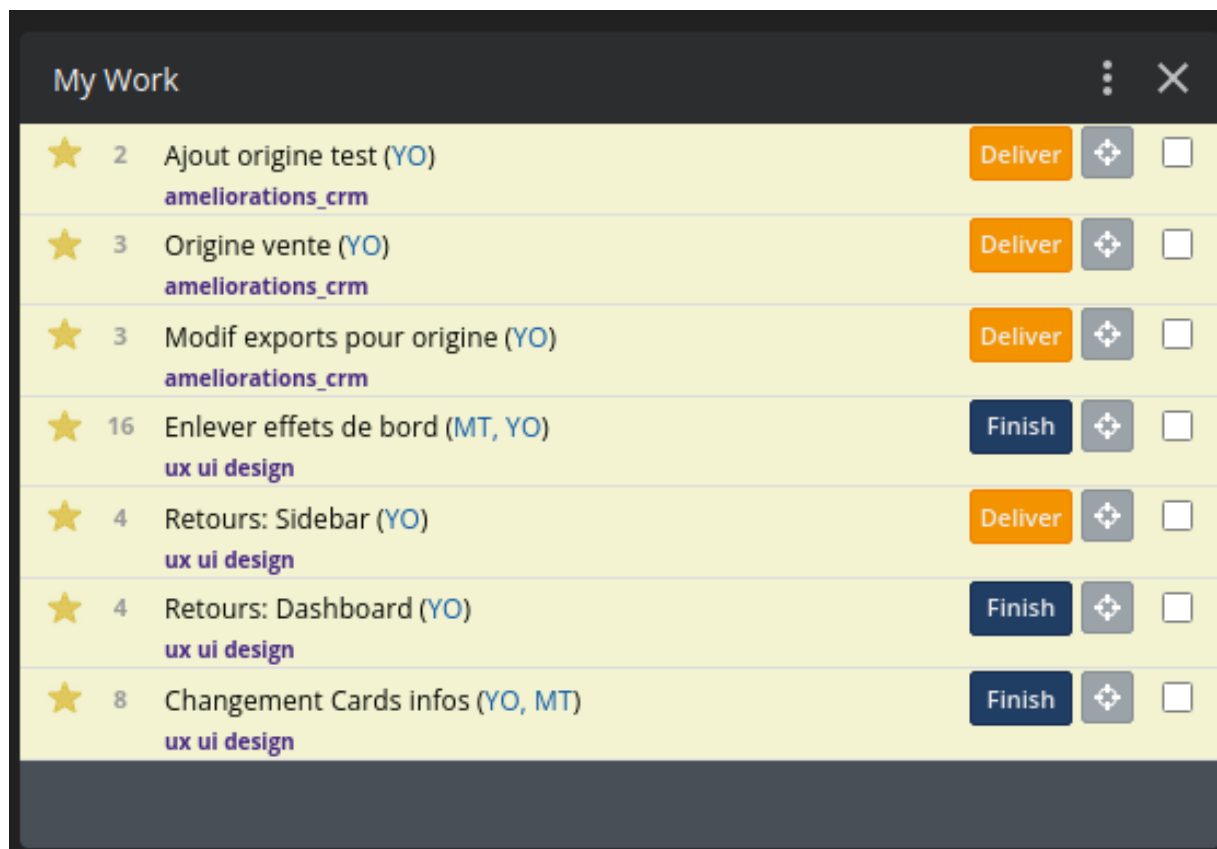 My Work
2 Ajout origine test (YO) Deliver
ameliorations_crm
3 Origine vente (YO) Deliver
ameliorations_crm
3 Modif exports pour origine (YO) Deliver
ameliorations_crm
16 Enlever effets de bord (MT, YO) Finish
ux ui design
4 Retours: Sidebar (YO) Deliver
ux ui design
4 Retours: Dashboard (YO) Finish
ux ui design
8 Changement Cards infos (YO, MT) Finish
ux ui design